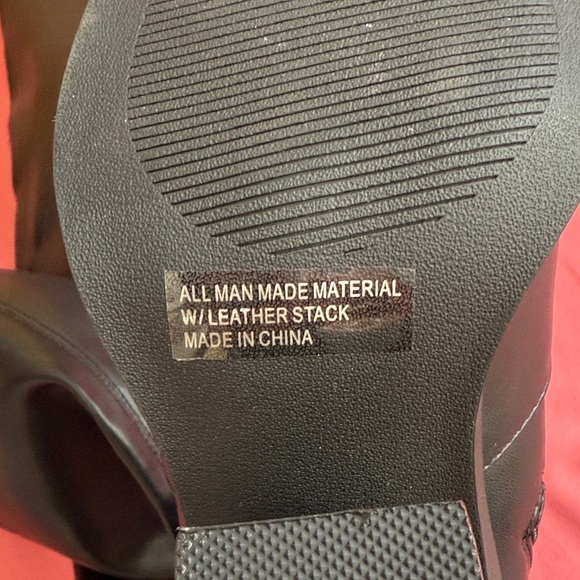 ALL MAN MADE MATERIAL
W/ LEATHER STACK
MADE IN CHINA